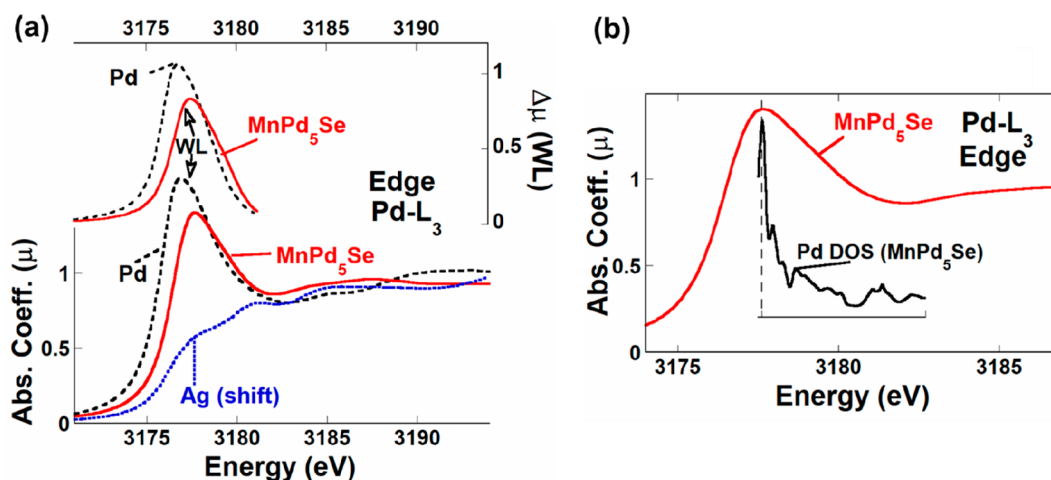 (a)
3175 3181 3185 3190
Pd
MnPd5Se
WL
1
0.5
0
Δμ (WL)
Edge
Pd-L3
Pd
MnPd5Se
Ag (shift)
Abs. Coeff. (μ)
1
0.5
0
3175 3180 3185 3190
Energy (eV)
(b)
MnPd5Se
Pd-L3
Edge
Pd DOS (MnPd5Se)
Abs. Coeff. (μ)
1
0.5
0
3175 3180 3185
Energy (eV)